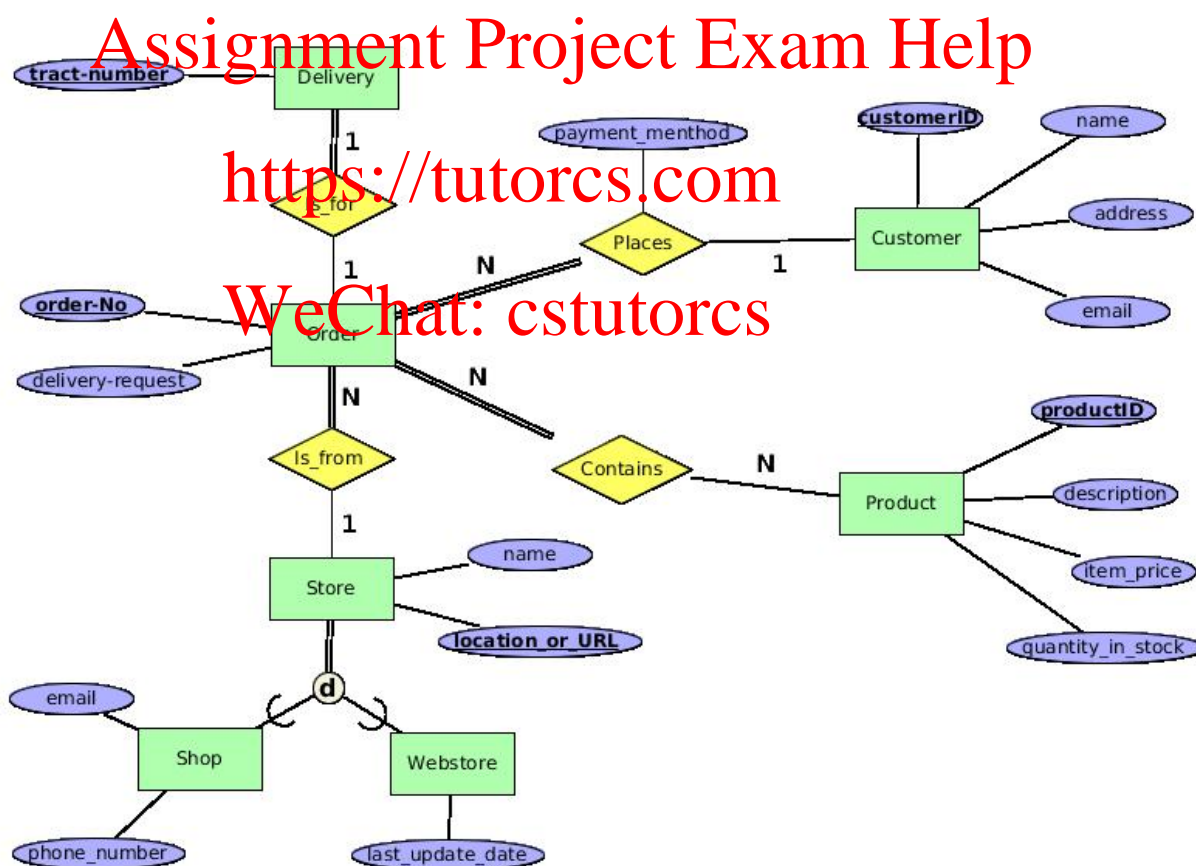 Assignment Project Exam Help
tract-number
Delivery
1
payment_menthod
customerID
name
https://tutorcs.com
Is_for
Places
Customer
address
N
1
1
order-No
WeChat: cstutorcs
Order
email
delivery-request
N
N
productID
Is_from
Contains
N
description
Product
1
name
item_price
Store
location_or_URL
quantity_in_stock
d
email
Shop
Webstore
phone_number
last_update_date